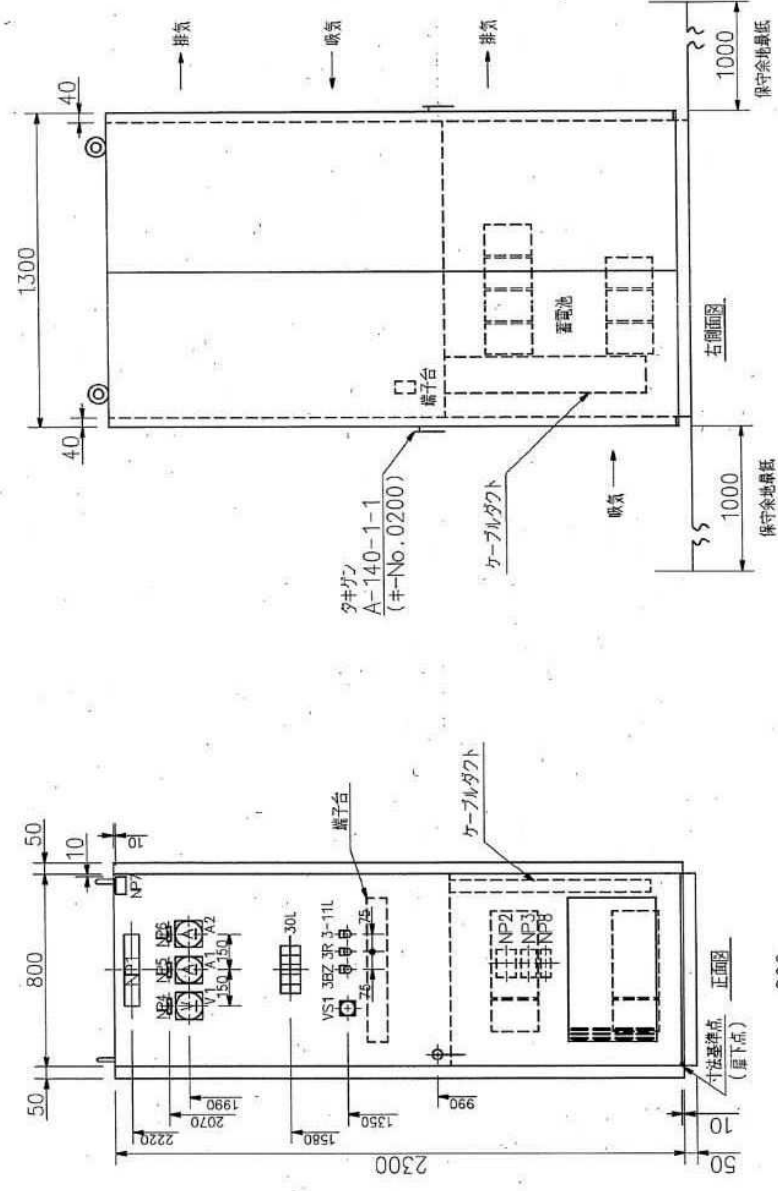 40
1300
40
排気
吸気
排気
端子台
蓄電池
タキゲン
A-140-1-1
(キーNo.0200)
ケーブルダクト
吸気
1000
保守余地最低
1000
保守余地最低
右側面図
50
800
50
10
10
NP7
NP1
NP4 NP5 NP6
V1 A1 A2
150 150
30L
VS1 3BZ 3R 3-11L
75 75
端子台
ケーブルダクト
NP2
NP3
NP8
2220
2070
1990
1580
1350
990
2300
10
50
寸法基準点
(扉下点)
正面図